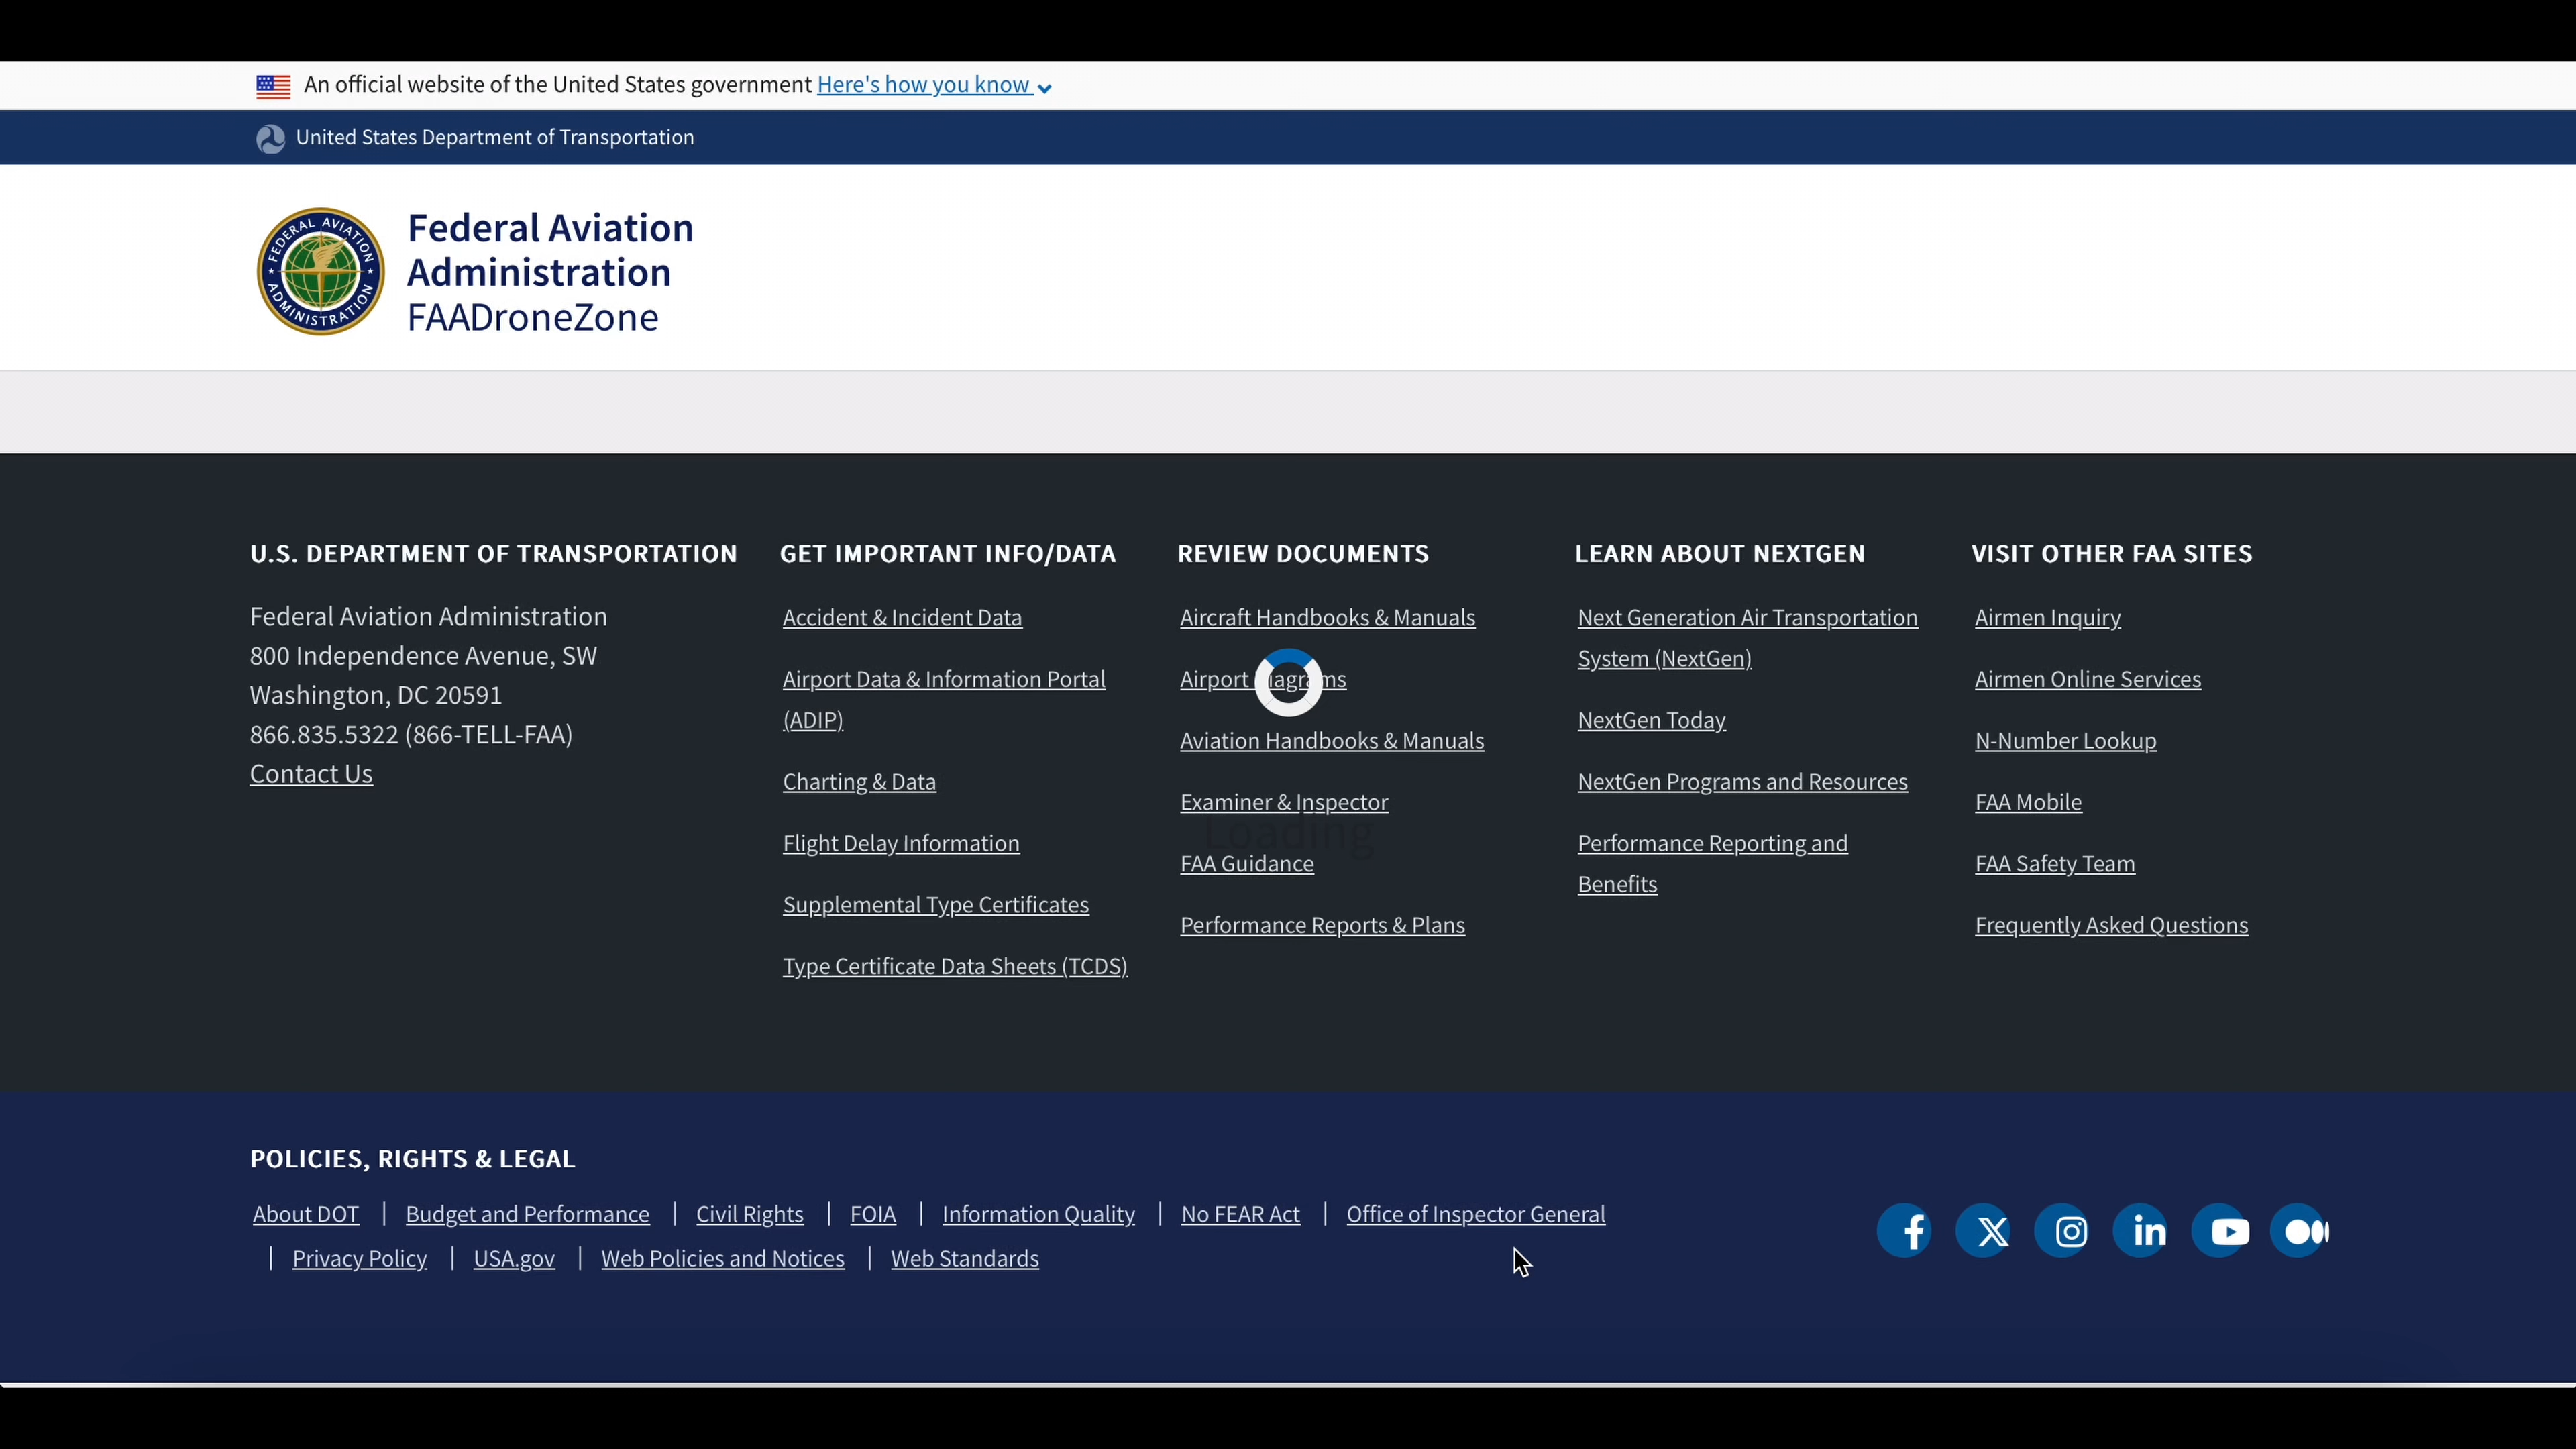 An official website of the United States government Here's how you know
United States Department of Transportation
FEDERAL AVIATION ADMINISTRATION
Federal Aviation
Administration
FAADroneZone
U.S. DEPARTMENT OF TRANSPORTATION
Federal Aviation Administration
800 Independence Avenue, SW
Washington, DC 20591
866.835.5322 (866-TELL-FAA)
Contact Us
GET IMPORTANT INFO/DATA
Accident & Incident Data
Airport Data & Information Portal
(ADIP)
Charting & Data
Flight Delay Information
Supplemental Type Certificates
Type Certificate Data Sheets (TCDS)
REVIEW DOCUMENTS
Aircraft Handbooks & Manuals
Airport Diagrams
Aviation Handbooks & Manuals
Examiner & Inspector
Loading
FAA Guidance
Performance Reports & Plans
LEARN ABOUT NEXTGEN
Next Generation Air Transportation
System (NextGen)
NextGen Today
NextGen Programs and Resources
Performance Reporting and
Benefits
VISIT OTHER FAA SITES
Airmen Inquiry
Airmen Online Services
N-Number Lookup
FAA Mobile
FAA Safety Team
Frequently Asked Questions
POLICIES, RIGHTS & LEGAL
About DOT | Budget and Performance | Civil Rights | FOIA | Information Quality | No FEAR Act | Office of Inspector General
| Privacy Policy | USA.gov | Web Policies and Notices | Web Standards